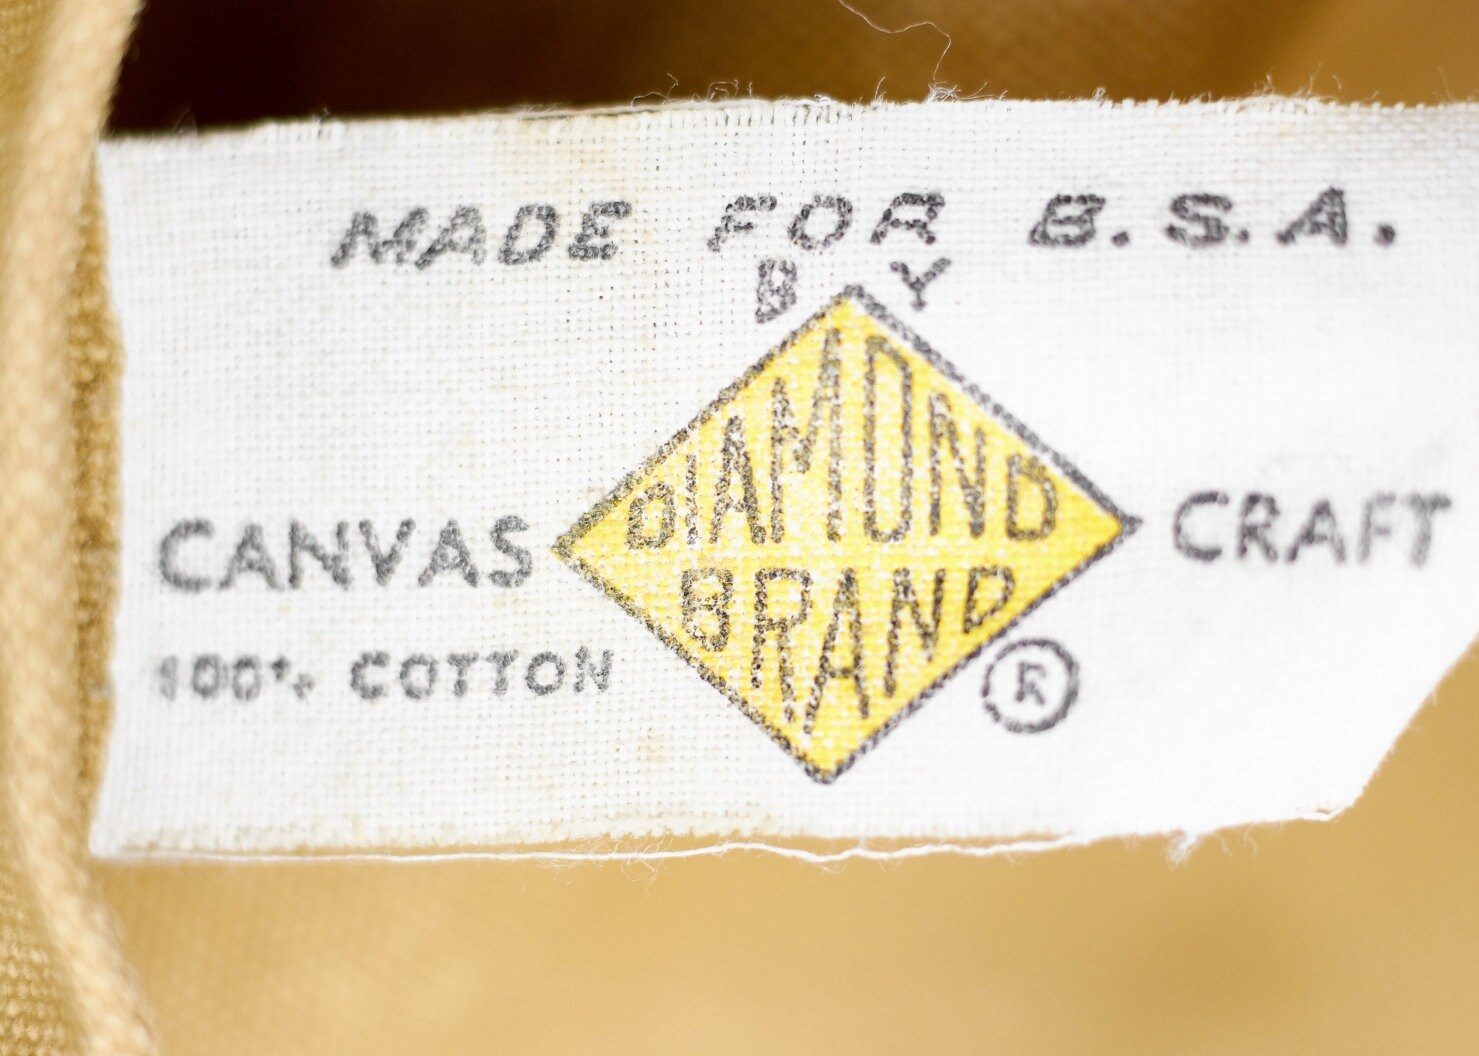 MADE FOR B.S.A.
BY
DIAMOND
CANVAS CRAFT
BRAND
100% COTTON
®